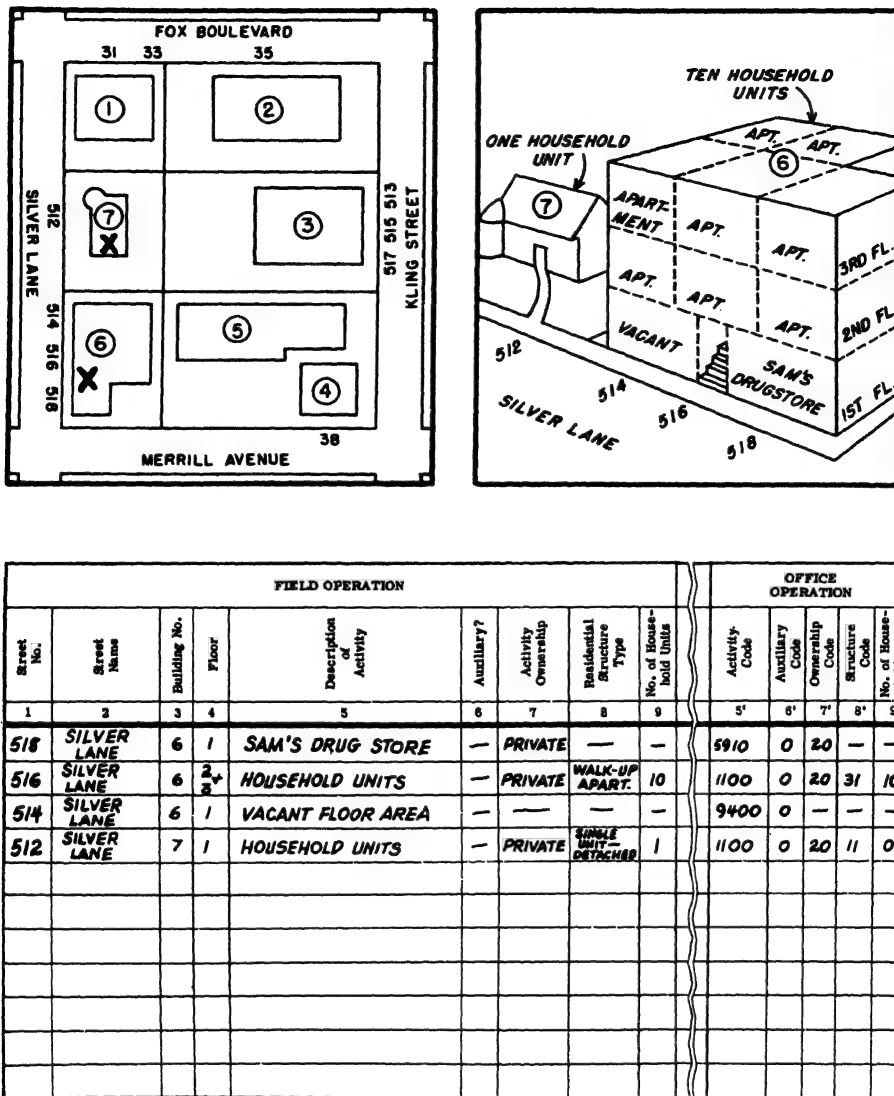 FOX BOULEVARD
31 33 35
1
2
SILVER LANE
512
7
X
3
517 515 513
KLING STREET
514 516 518
6
X
5
4
38
MERRILL AVENUE
TEN HOUSEHOLD
UNITS
ONE HOUSEHOLD
UNIT
7
APT.
APT.
6
APART-
MENT
APT.
APT.
3RD FL.
APT.
APT.
APT.
2ND FL.
VACANT
SAM'S
DRUGSTORE
1ST FL.
512
514
516
518
SILVER LANE
FIELD OPERATION
OFFICE
OPERATION
Street
No.
Street
Name
Building No.
Floor
Description
of
Activity
Auxiliary?
Activity
Ownership
Residential
Structure
Type
No. of House-
hold Units
Activity
Code
Auxiliary
Code
Ownership
Code
Structure
Code
No. of House-
1 2 3 4 5 6 7 8 9 5' 6' 7' 8' 9
518 SILVER LANE 6 1 SAM'S DRUG STORE — PRIVATE — — 5910 0 20 — —
516 SILVER LANE 6 2+3 HOUSEHOLD UNITS — PRIVATE WALK-UP APART. 10 1100 0 20 31 10
514 SILVER LANE 6 1 VACANT FLOOR AREA — — — — 9400 0 — — —
512 SILVER LANE 7 1 HOUSEHOLD UNITS — PRIVATE SINGLE UNIT— DETACHED 1 1100 0 20 11 0